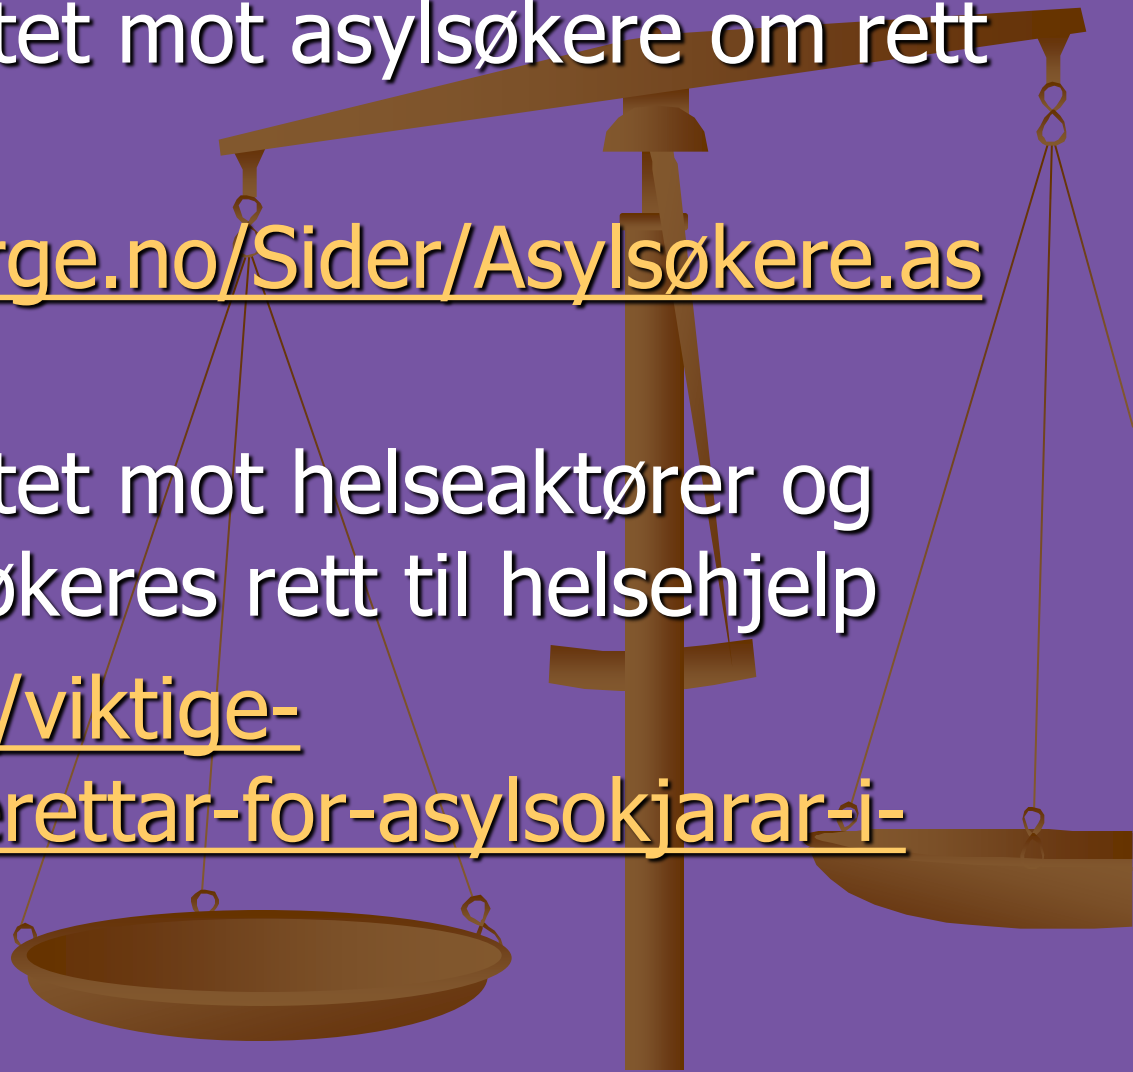 tet mot asylsøkere om rett
rge.no/Sider/Asylsøkere.as
tet mot helseaktører og
økeres rett til helsehjelp
/viktige-
rettar-for-asylsokjarar-i-